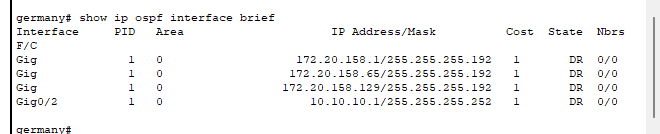 germany# show ip ospf interface brief
Interface PID Area IP Address/Mask Cost State Nbrs
F/C
Gig 1 0 172.20.158.1/255.255.255.192 1 DR 0/0
Gig 1 0 172.20.158.65/255.255.255.192 1 DR 0/0
Gig 1 0 172.20.158.129/255.255.255.192 1 DR 0/0
Gig0/2 1 0 10.10.10.1/255.255.255.252 1 DR 0/0
germany#